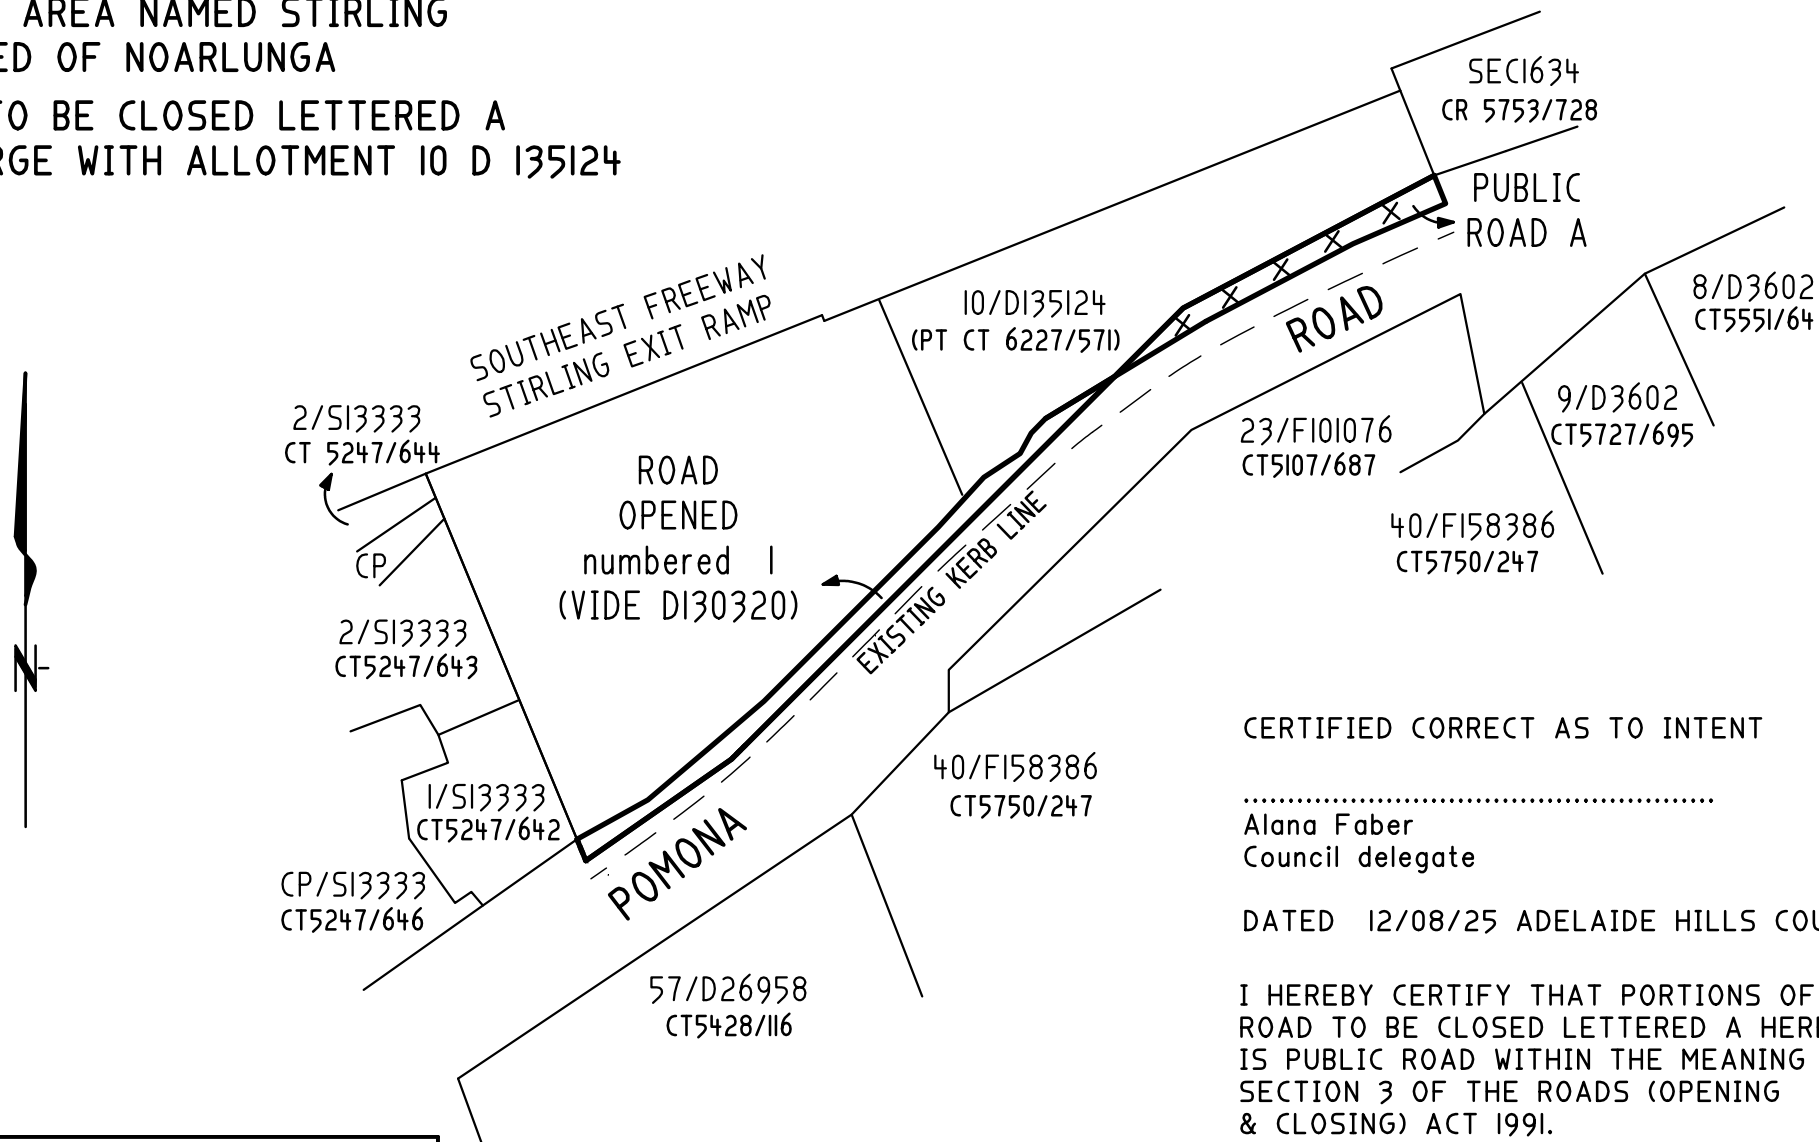 AREA NAMED STIRLING
ED OF NOARLUNGA
TO BE CLOSED LETTERED A
RGE WITH ALLOTMENT 10 D 135124
SEC1634
CR 5753/728
PUBLIC
ROAD A
SOUTHEAST FREEWAY
STIRLING EXIT RAMP
10/D135124
(PT CT 6227/571)
ROAD
8/D3602
CT5551/64
9/D3602
CT5727/695
2/S13333
CT 5247/644
23/F101076
CT5107/687
ROAD
OPENED
numbered 1
(VIDE D130320)
CP
EXISTING KERB LINE
40/F158386
CT5750/247
2/S13333
CT5247/643
N
1/S13333
CT5247/642
40/F158386
CT5750/247
POMONA
CP/S13333
CT5247/646
57/D26958
CT5428/116
CERTIFIED CORRECT AS TO INTENT
Alana Faber
Council delegate
DATED 12/08/25 ADELAIDE HILLS COU
I HEREBY CERTIFY THAT PORTIONS OF
ROAD TO BE CLOSED LETTERED A HERE
IS PUBLIC ROAD WITHIN THE MEANING
SECTION 3 OF THE ROADS (OPENING
& CLOSING) ACT 1991.